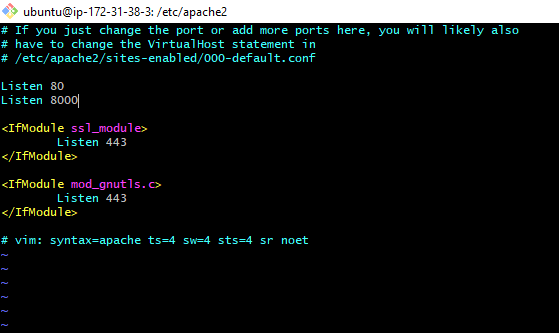 ubuntu@ip-172-31-38-3: /etc/apache2
# If you just change the port or add more ports here, you will likely also
# have to change the VirtualHost statement in
# /etc/apache2/sites-enabled/000-default.conf
Listen 80
Listen 8000
<IfModule ssl_module>
Listen 443
</IfModule>
<IfModule mod_gnutls.c>
Listen 443
</IfModule>
# vim: syntax=apache ts=4 sw=4 sts=4 sr noet
~
~
~
~
~
~